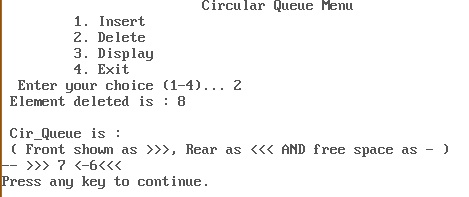 Circular Queue Menu
1. Insert
2. Delete
3. Display
4. Exit
Enter your choice (1-4)... 2
Element deleted is : 8
Cir_Queue is :
( Front shown as >>>, Rear as <<< AND free space as - )
-- >>> 7 <-6<<<
Press any key to continue.